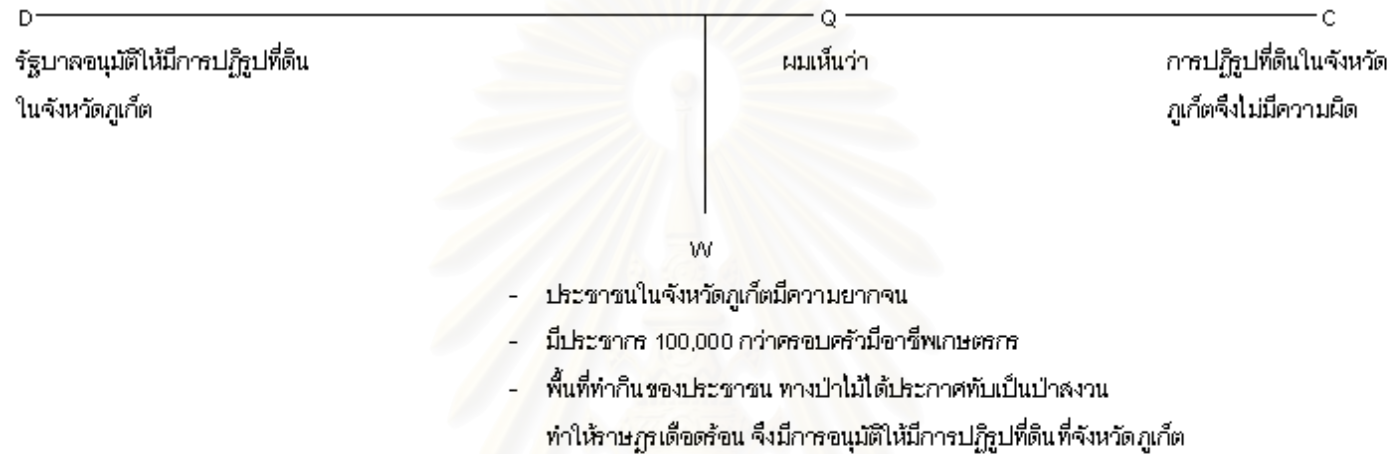 D Q C
รัฐบาลอนุมัติให้มีการปฏิรูปที่ดิน ผมเห็นว่า การปฏิรูปที่ดินในจังหวัด
ในจังหวัดภูเก็ต ภูเก็ตจึงไม่มีความผิด
W
- ประชาชนในจังหวัดภูเก็ตมีความยากจน
- มีประชากร 100,000 กว่าครอบครัวมีอาชีพเกษตรกร
- พื้นที่ทำกินของประชาชน ทางป่าไม้ได้ประกาศทับเป็นป่าสงวน
ทำให้ราษฎรเดือดร้อน จึงมีการอนุมัติให้มีการปฏิรูปที่ดินที่จังหวัดภูเก็ต